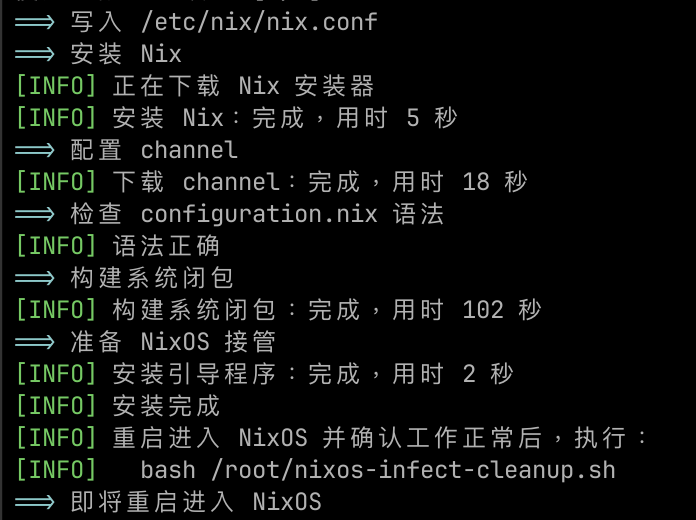 ==> 写入 /etc/nix/nix.conf
==> 安装 Nix
[INFO] 正在下载 Nix 安装器
[INFO] 安装 Nix：完成，用时 5 秒
==> 配置 channel
[INFO] 下载 channel：完成，用时 18 秒
==> 检查 configuration.nix 语法
[INFO] 语法正确
==> 构建系统闭包
[INFO] 构建系统闭包：完成，用时 102 秒
==> 准备 NixOS 接管
[INFO] 安装引导程序：完成，用时 2 秒
[INFO] 安装完成
[INFO] 重启进入 NixOS 并确认工作正常后，执行：
[INFO]   bash /root/nixos-infect-cleanup.sh
==> 即将重启进入 NixOS